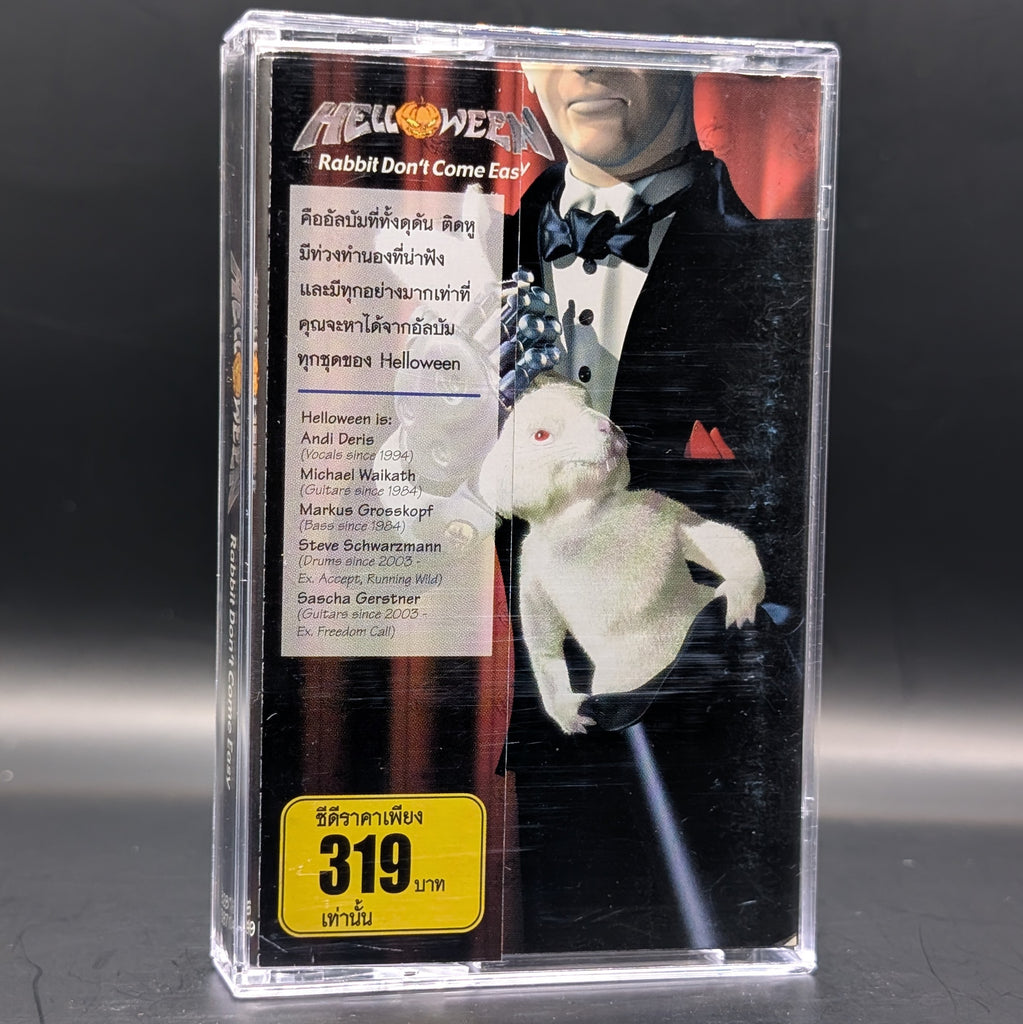 HELLOWEEN
Rabbit Don't Come Easy
คืออัลบัมที่ทั้งดุดัน ติดหู
มีท่วงทำนองที่น่าฟัง
และมีทุกอย่างมากเท่าที่
คุณจะหาได้จากอัลบัม
ทุกชุดของ Helloween
Helloween is:
Andi Deris
(Vocals since 1994)
Michael Waikath
(Guitars since 1984)
Markus Grosskopf
(Bass since 1984)
Steve Schwarzmann
(Drums since 2003 -
Ex. Accept, Running Wild)
Sascha Gerstner
(Guitars since 2003 -
Ex. Freedom Call)
ซีดีราคาเพียง
319 บาท
เท่านั้น
HELLOWEEN
Rabbit Don't Come Easy